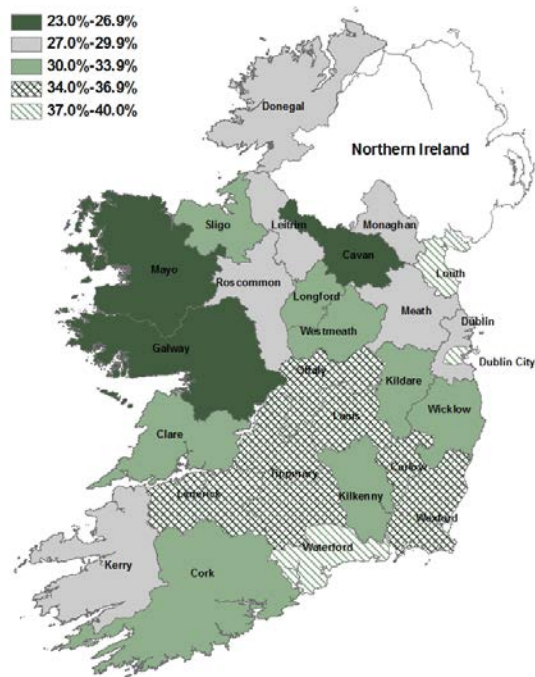 23.0%-26.9%
27.0%-29.9%
30.0%-33.9%
34.0%-36.9%
37.0%-40.0%
Donegal
Northern Ireland
Sligo
Leitrim
Monaghan
Cavan
Louth
Mayo
Roscommon
Longford
Meath
Dublin
Westmeath
Galway
Dublin City
Offaly
Kildare
Laois
Wicklow
Clare
Carlow
Tipperary
Limerick
Kilkenny
Wexford
Waterford
Kerry
Cork